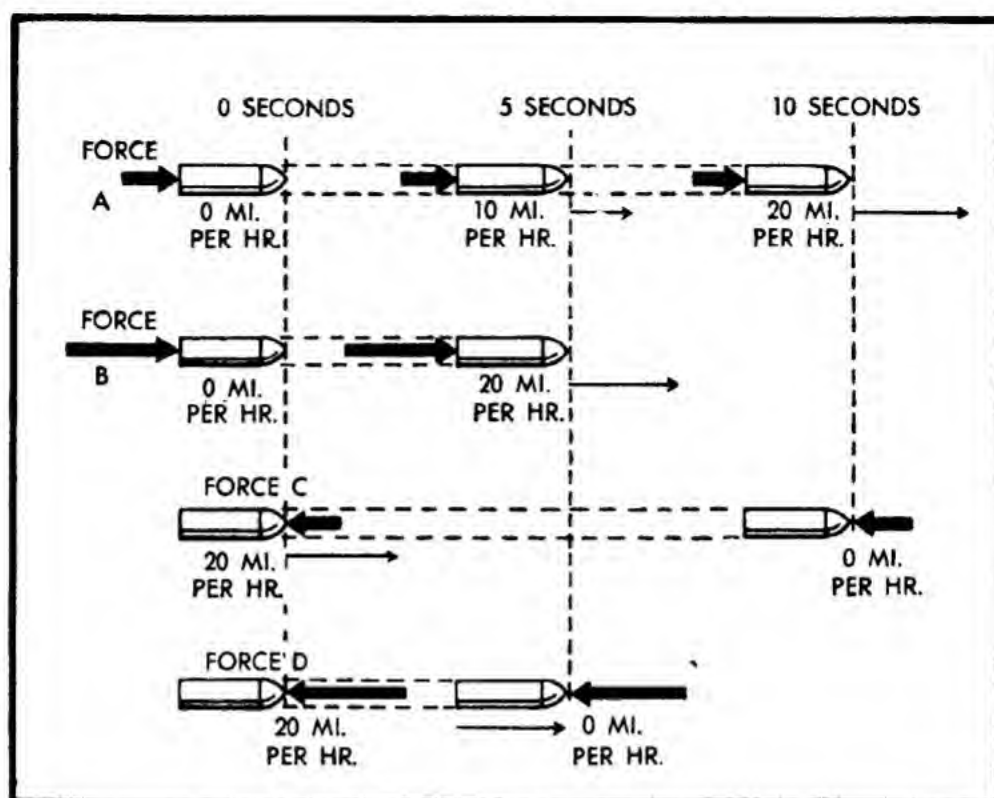 0 SECONDS 5 SECONDS 10 SECONDS
FORCE
A
0 MI.
PER HR.
10 MI.
PER HR.
20 MI.
PER HR.
FORCE
B
0 MI.
PER HR.
20 MI.
PER HR.
FORCE C
20 MI.
PER HR.
0 MI.
PER HR.
FORCE D
20 MI.
PER HR.
0 MI.
PER HR.